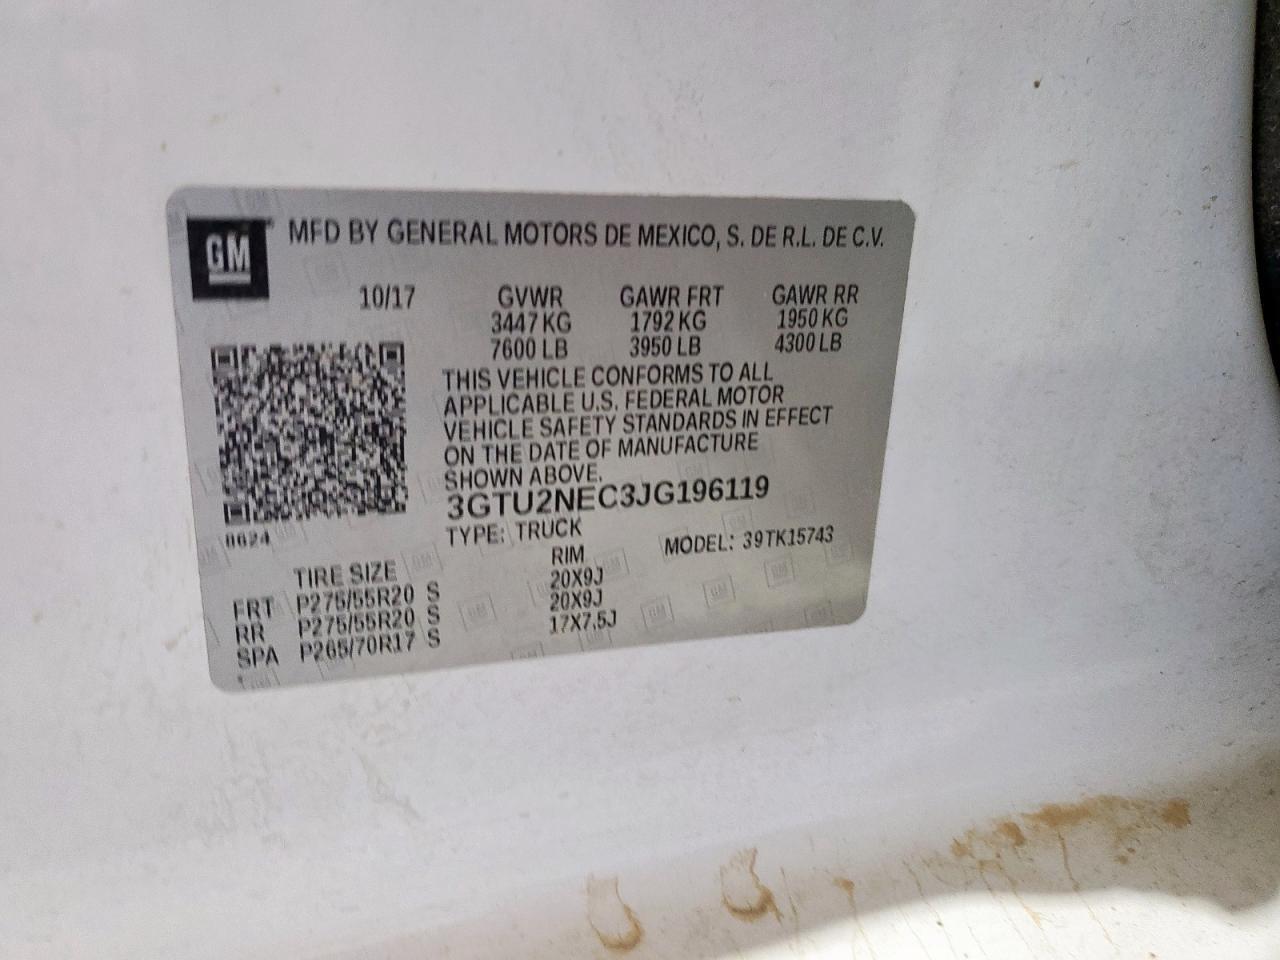 GM MFD BY GENERAL MOTORS DE MEXICO, S. DE R.L. DE C.V.
10/17 GVWR GAWR FRT GAWR RR
3447 KG 1792 KG 1950 KG
7600 LB 3950 LB 4300 LB
THIS VEHICLE CONFORMS TO ALL
APPLICABLE U.S. FEDERAL MOTOR
VEHICLE SAFETY STANDARDS IN EFFECT
ON THE DATE OF MANUFACTURE
SHOWN ABOVE.
3GTU2NEC3JG196119
8624 TYPE: TRUCK MODEL: 39TK15743
TIRE SIZE RIM
FRT P275/55R20 S 20X9J
RR P275/55R20 S 20X9J
SPA P265/70R17 S 17X7.5J